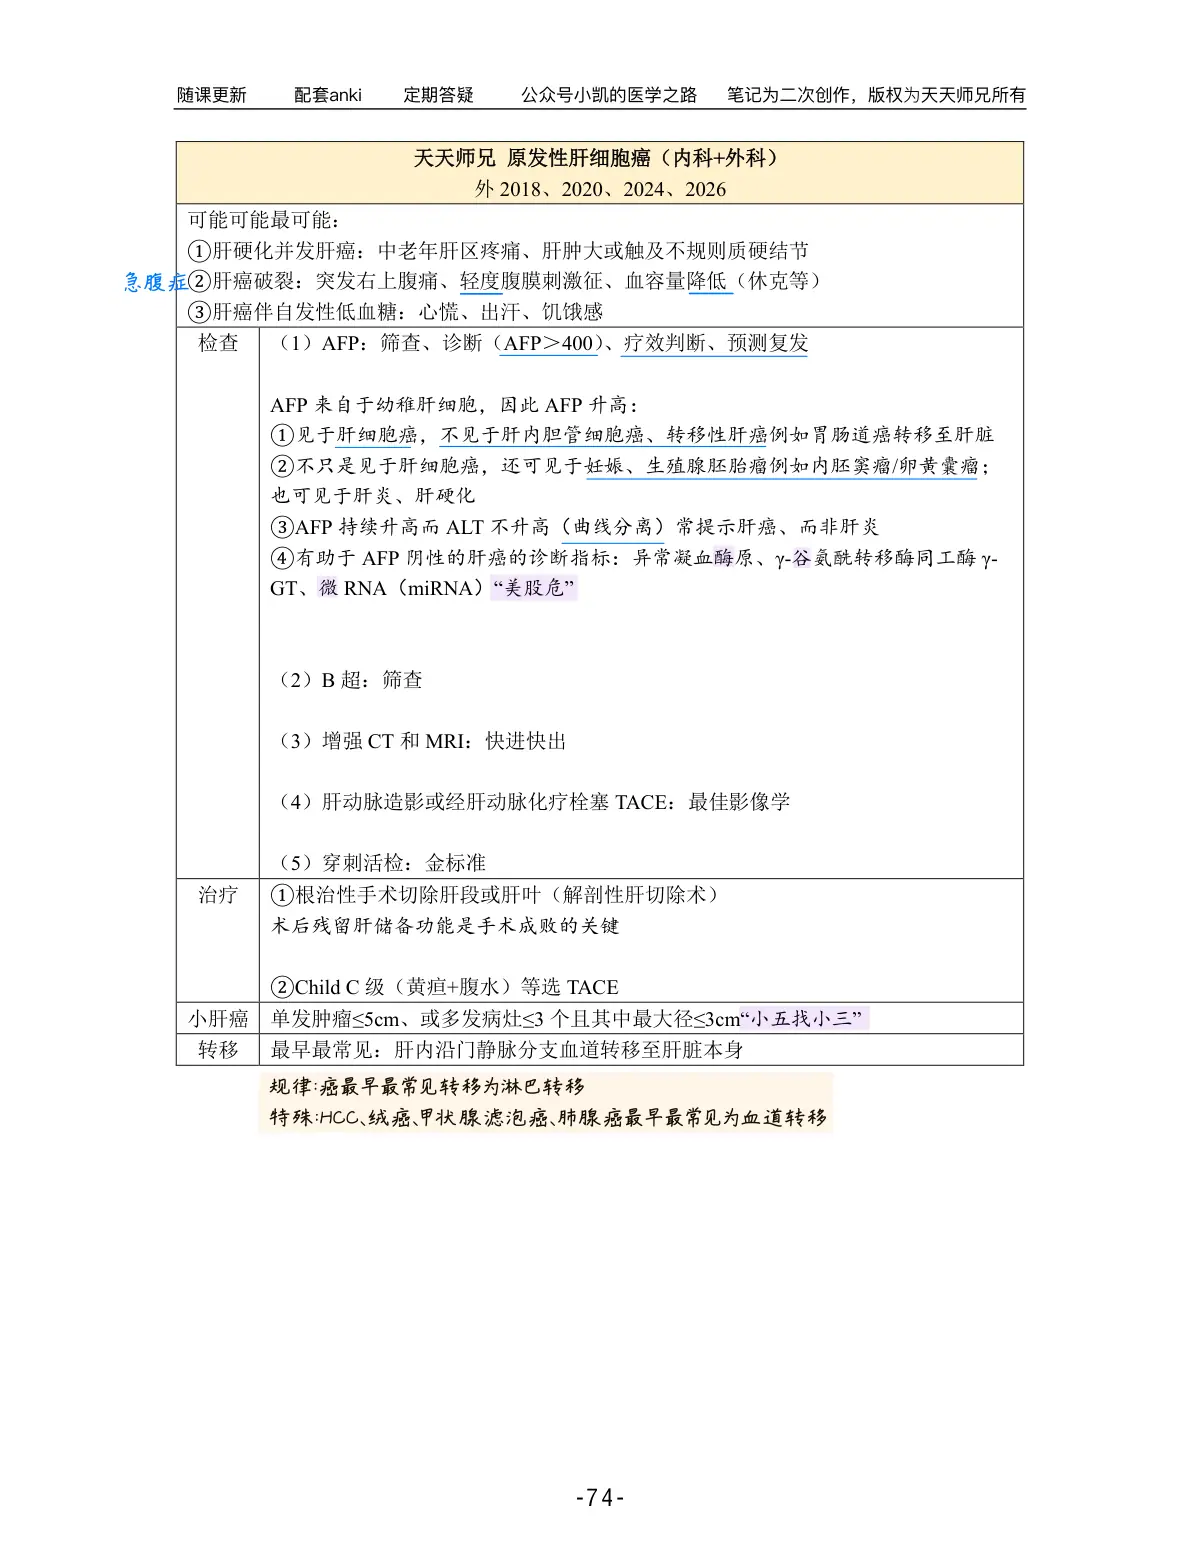 随课更新 配套anki 定期答疑 公众号小凯的医学之路 笔记为二次创作，版权为天天师兄所有
天天师兄 原发性肝细胞癌（内科+外科）
外 2018、2020、2024、2026
可能可能最可能：
①肝硬化并发肝癌：中老年肝区疼痛、肝肿大或触及不规则质硬结节
急腹症②肝癌破裂：突发右上腹痛、轻度腹膜刺激征、血容量降低（休克等）
③肝癌伴自发性低血糖：心慌、出汗、饥饿感
检查 （1）AFP：筛查、诊断（AFP＞400）、疗效判断、预测复发
AFP 来自于幼稚肝细胞，因此 AFP 升高：
①见于肝细胞癌，不见于肝内胆管细胞癌、转移性肝癌例如胃肠道癌转移至肝脏
②不只是见于肝细胞癌，还可见于妊娠、生殖腺胚胎瘤例如内胚窦瘤/卵黄囊瘤；
也可见于肝炎、肝硬化
③AFP 持续升高而 ALT 不升高（曲线分离）常提示肝癌、而非肝炎
④有助于 AFP 阴性的肝癌的诊断指标：异常凝血酶原、γ-谷氨酰转移酶同工酶 γ-
GT、微 RNA（miRNA）“美股危”
（2）B 超：筛查
（3）增强 CT 和 MRI：快进快出
（4）肝动脉造影或经肝动脉化疗栓塞 TACE：最佳影像学
（5）穿刺活检：金标准
治疗 ①根治性手术切除肝段或肝叶（解剖性肝切除术）
术后残留肝储备功能是手术成败的关键
②Child C 级（黄疸+腹水）等选 TACE
小肝癌 单发肿瘤≤5cm、或多发病灶≤3 个且其中最大径≤3cm“小五找小三”
转移 最早最常见：肝内沿门静脉分支血道转移至肝脏本身
规律:癌最早最常见转移为淋巴转移
特殊:HCC、绒癌、甲状腺滤泡癌、肺腺癌最早最常见为血道转移
-74-